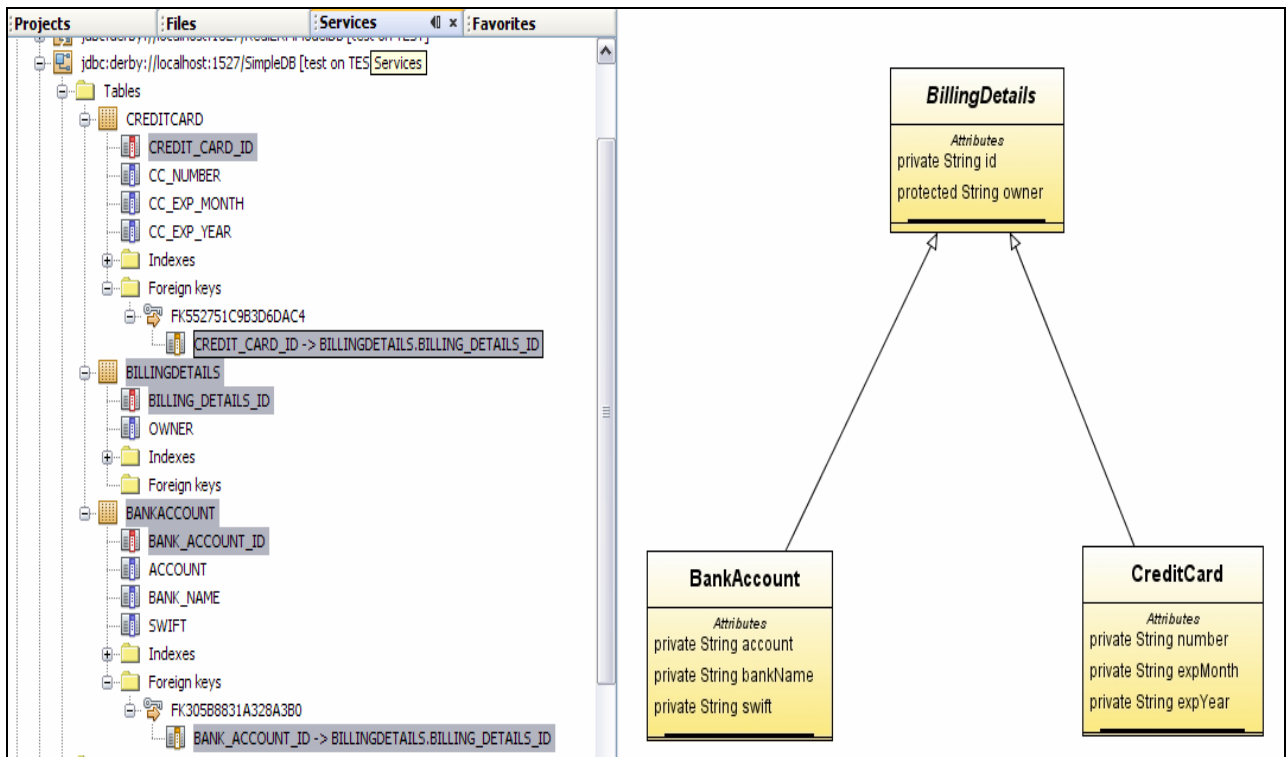 Projects
Files
Services
Favorites
jdbc:derby://localhost:1527/SimpleDB [test on TES
Services
Tables
CREDITCARD
CREDIT_CARD_ID
CC_NUMBER
CC_EXP_MONTH
CC_EXP_YEAR
Indexes
Foreign keys
FK552751C9B3D6DAC4
CREDIT_CARD_ID -> BILLINGDETAILS.BILLING_DETAILS_ID
BILLINGDETAILS
BILLING_DETAILS_ID
OWNER
Indexes
Foreign keys
BANKACCOUNT
BANK_ACCOUNT_ID
ACCOUNT
BANK_NAME
SWIFT
Indexes
Foreign keys
FK305B8831A328A3B0
BANK_ACCOUNT_ID -> BILLINGDETAILS.BILLING_DETAILS_ID
BillingDetails
Attributes
private String id
protected String owner
BankAccount
Attributes
private String account
private String bankName
private String swift
CreditCard
Attributes
private String number
private String expMonth
private String expYear